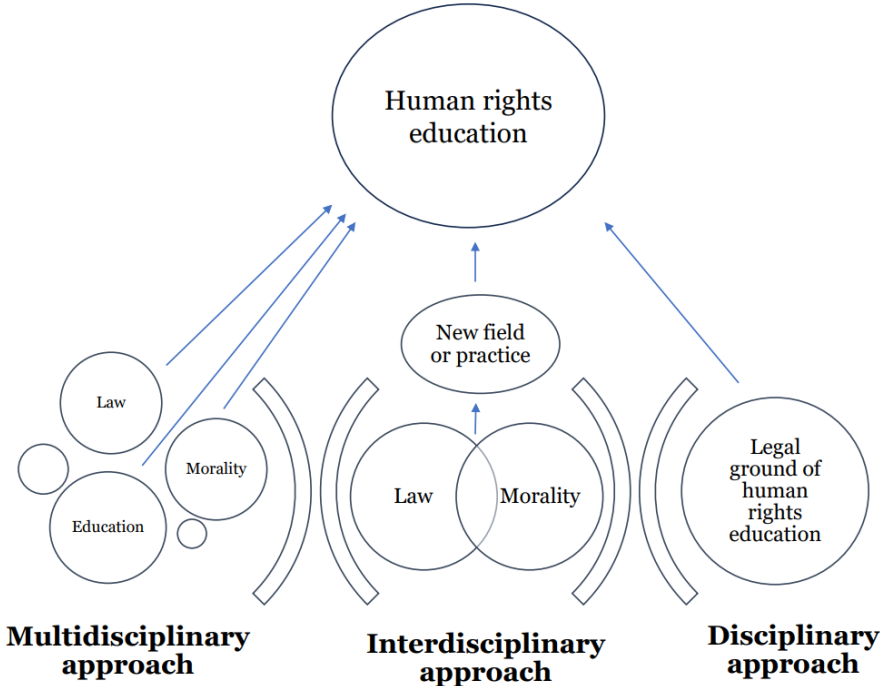 Human rights
education
New field
or practice
Law
Morality
Education
Law
Morality
Legal
ground of
human
rights
education
Multidisciplinary
approach
Interdisciplinary
approach
Disciplinary
approach